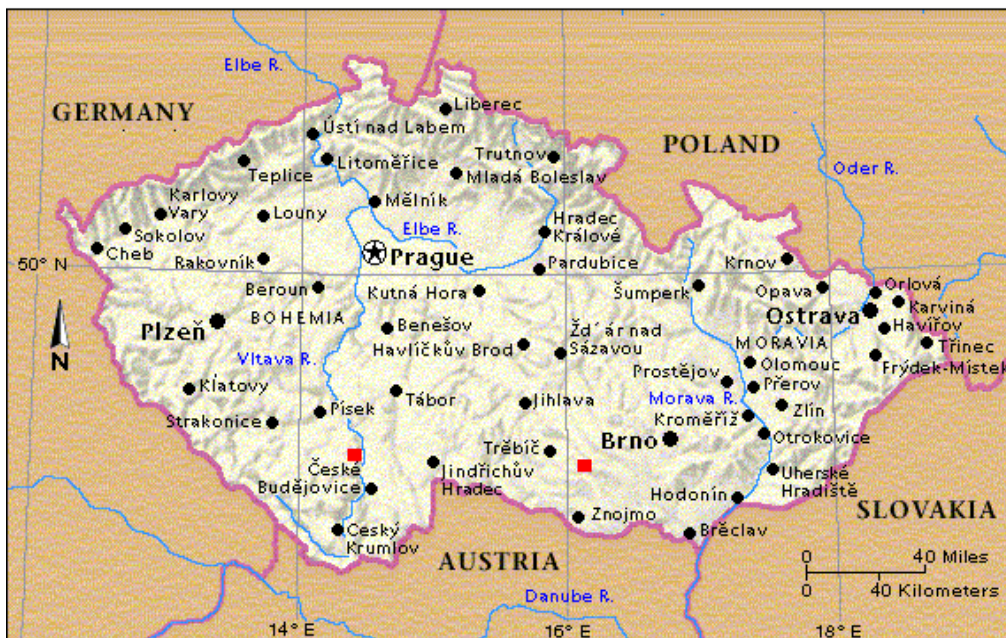 Elbe R.
GERMANY
Liberec
Ústí nad Labem
POLAND
Trutnov
Litoměřice
Oder R.
Teplice
Mladá Boleslav
Karlovy
Vary
Louny
Mělník
Hradec
Králové
Sokolov
Elbe R.
Cheb
Rakovník
Prague
Pardubice
Krnov
50° N
Beroun
Kutná Hora
Šumperk
Opava
Orlová
Karviná
BOHEMIA
Ostrava
Plzeň
Benešov
Havířov
Žd´ár nad
Sázavou
MORAVIA
Třinec
Vltava R.
Havlíčkův Brod
Olomouc
Frýdek-Místek
N
Prostějov
Přerov
Kĺatovy
Tábor
Jihlava
Morava R.
Zlín
Písek
Kroměříž
Strakonice
Brno
Otrokovice
Třěbíč
České
Budějovice
Jindřichův
Hradec
Uherské
Hradiště
Hodonín
SLOVAKIA
Znojmo
Český
Krumlov
Brěclav
AUSTRIA
0 40 Miles
0 40 Kilometers
Danube R.
14° E
16° E
18° E